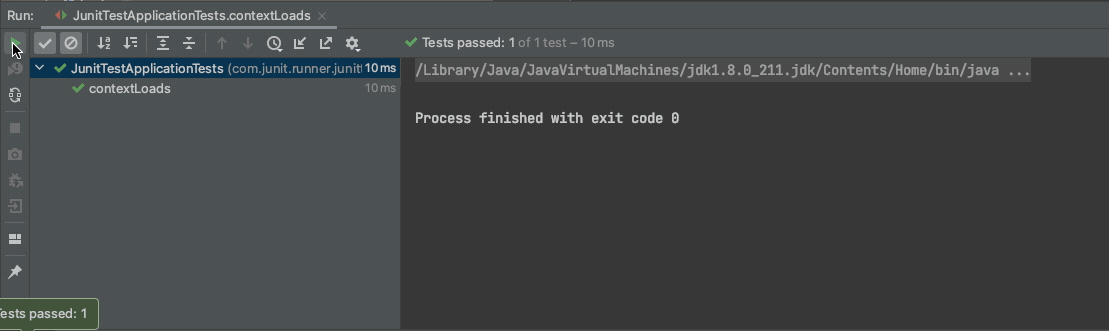 Run: JunitTestApplicationTests.contextLoads
Tests passed: 1 of 1 test – 10 ms
JunitTestApplicationTests (com.junit.runner.junit 10 ms
contextLoads 10 ms
/Library/Java/JavaVirtualMachines/jdk1.8.0_211.jdk/Contents/Home/bin/java ...
Process finished with exit code 0
ests passed: 1